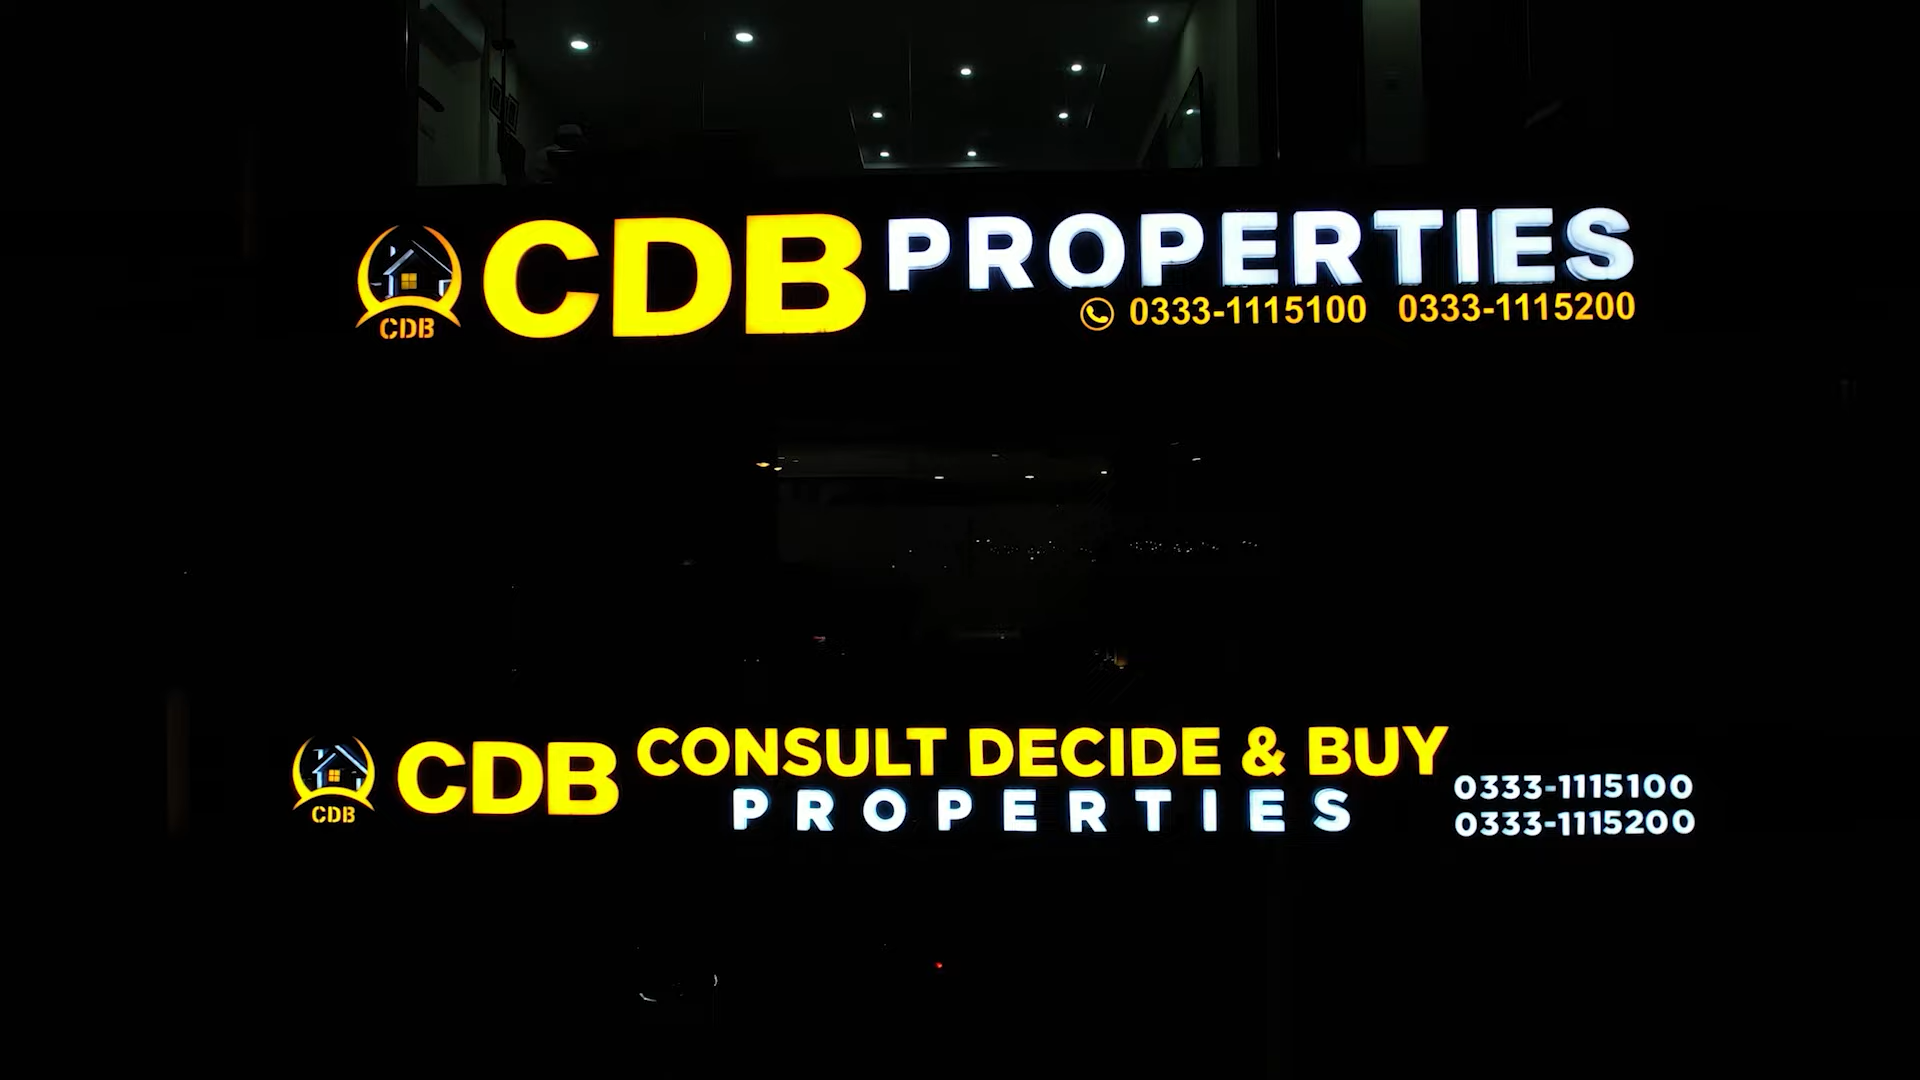 CDB CDB PROPERTIES
0333-1115100 0333-1115200
CDB CDB CONSULT DECIDE & BUY
PROPERTIES
0333-1115100
0333-1115200